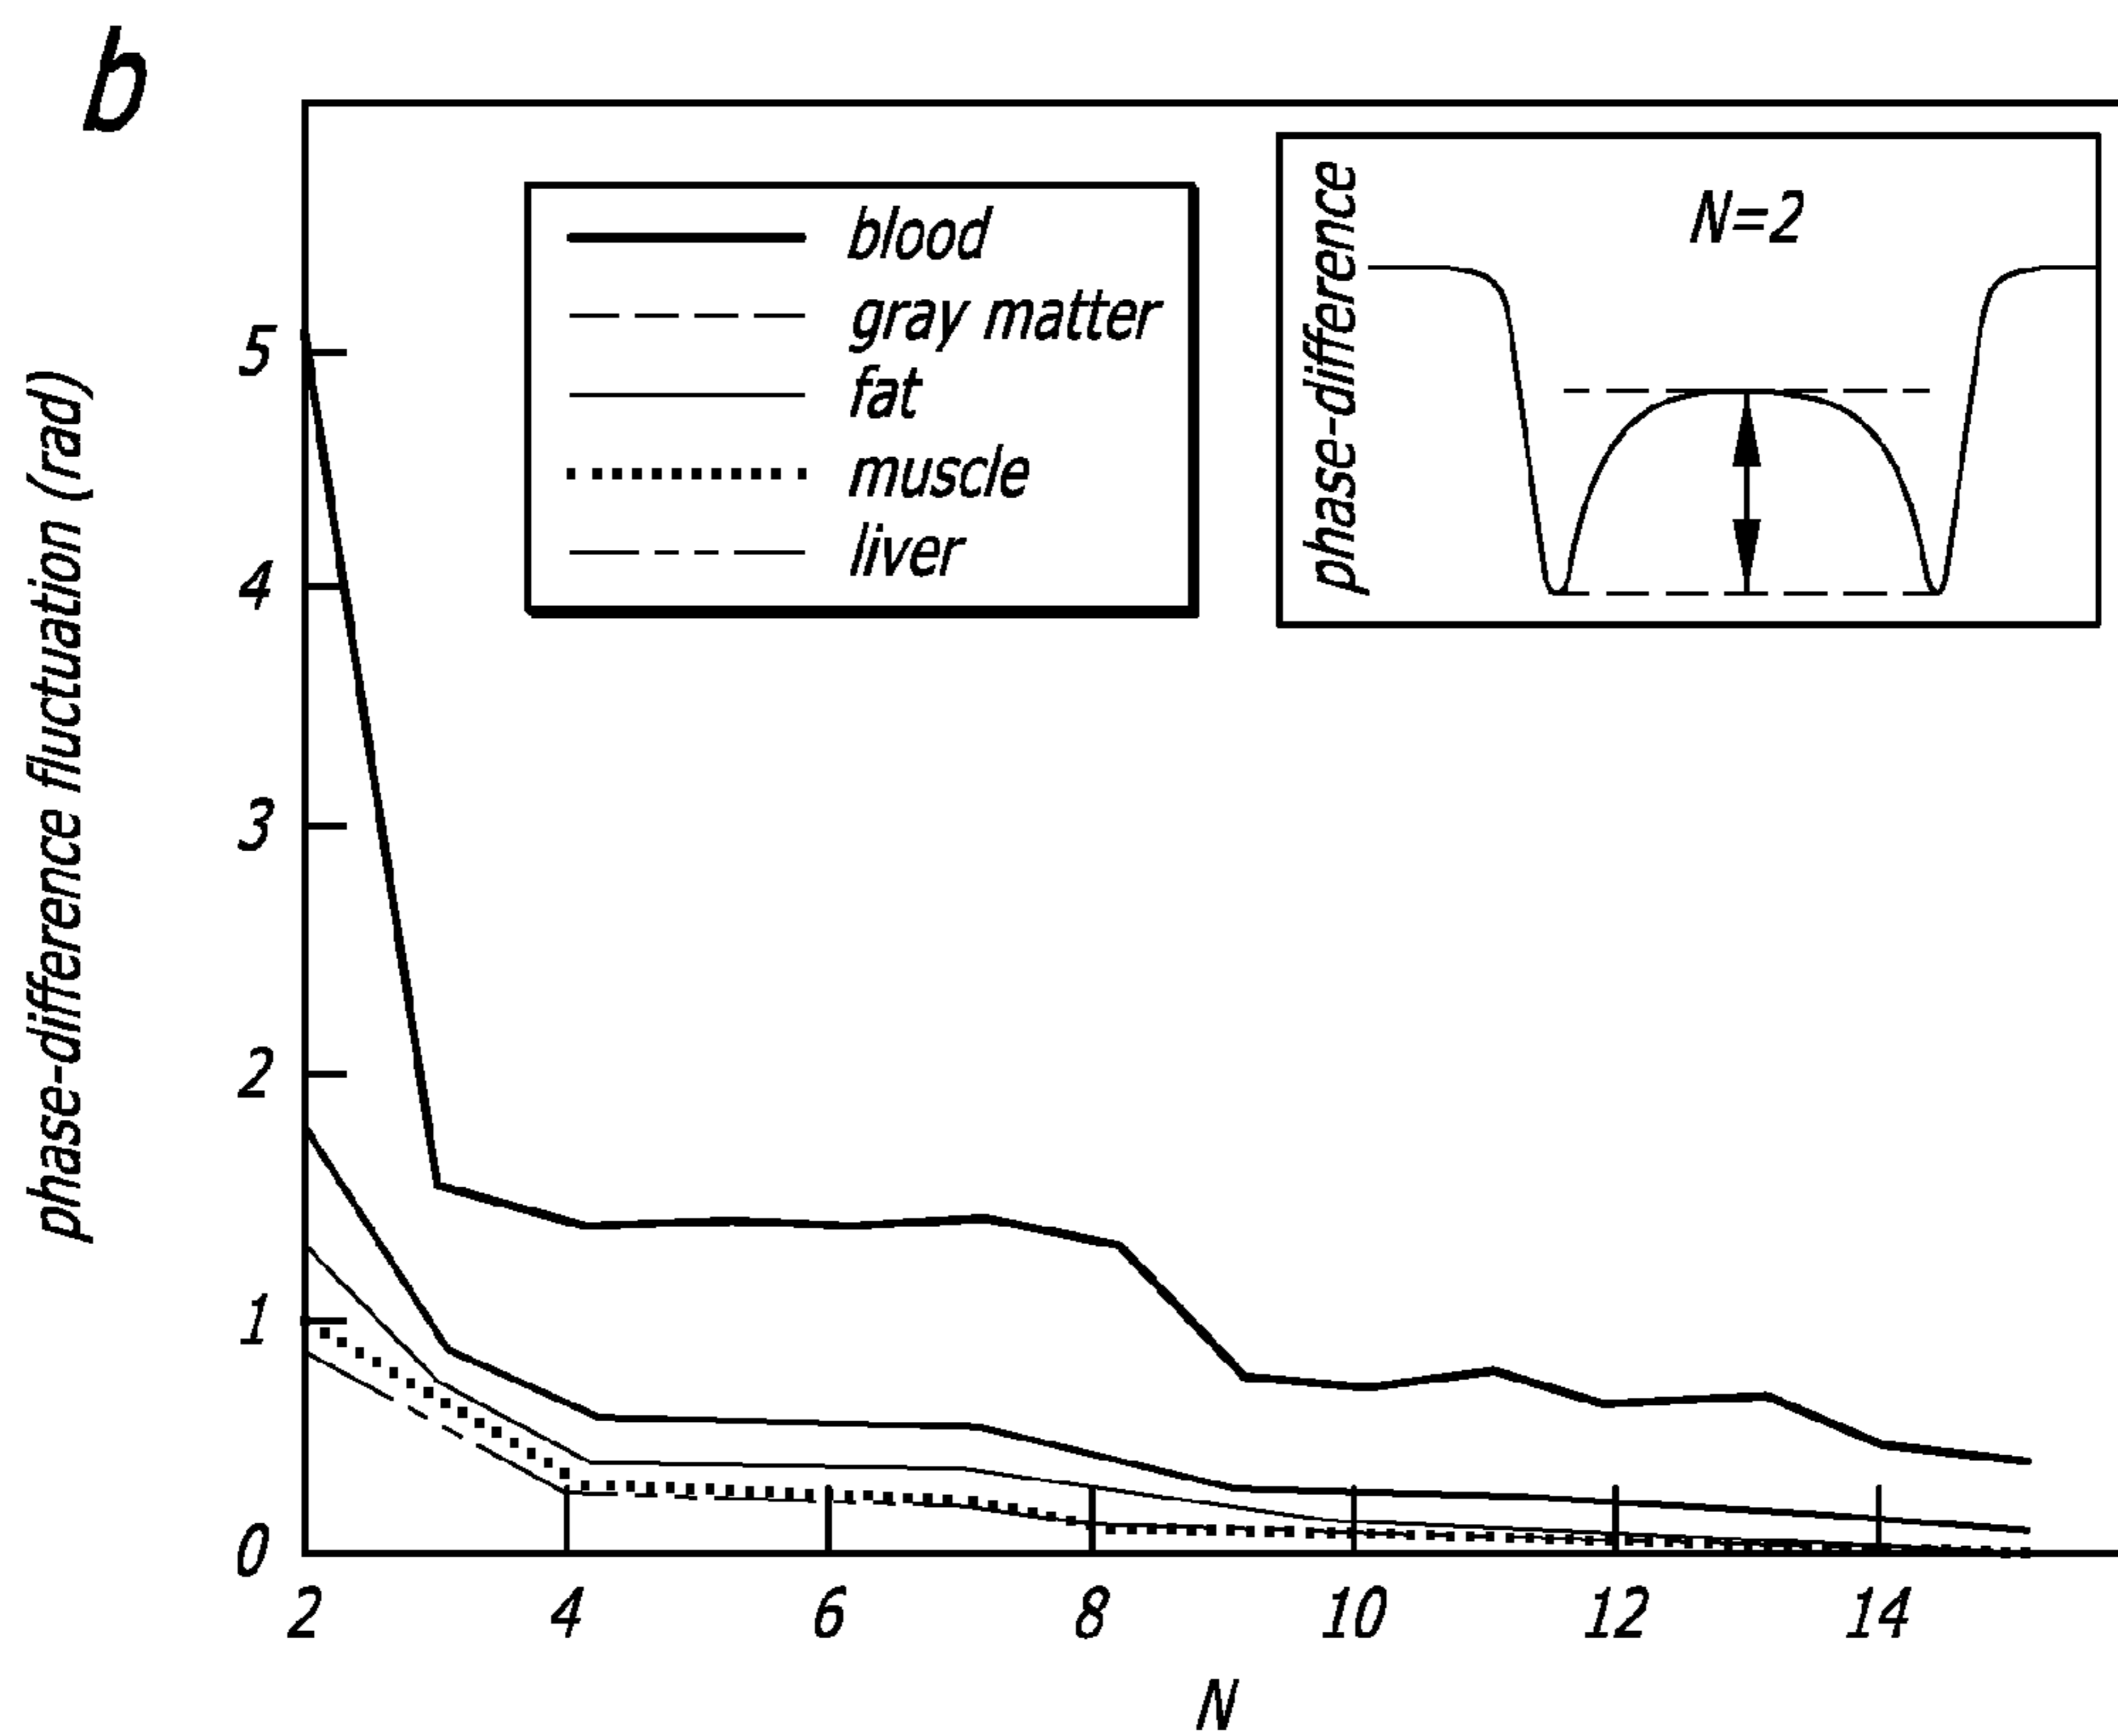 b
phase-difference fluctuation (rad)
5
4
3
2
1
0
blood
gray matter
fat
muscle
liver
phase-difference
N=2
2 4 6 8 10 12 14
N